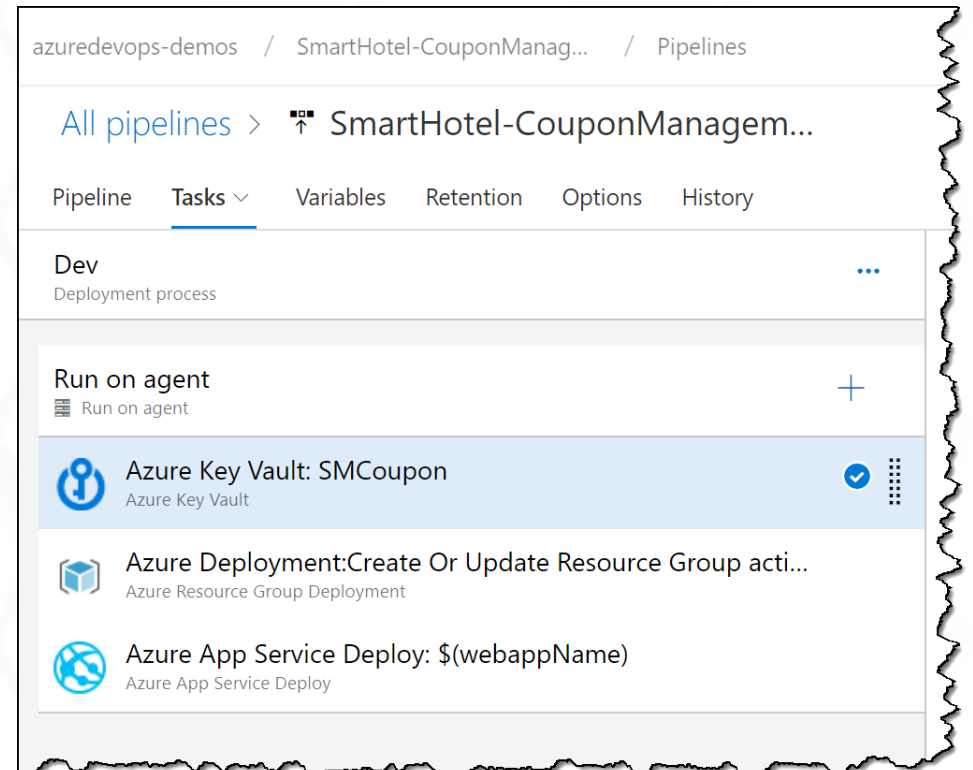 azuredevops-demos / SmartHotel-CouponManag... / Pipelines
All pipelines > SmartHotel-CouponManagem...
Pipeline Tasks Variables Retention Options History
Dev
Deployment process
Run on agent
Run on agent
Azure Key Vault: SMCoupon
Azure Key Vault
Azure Deployment:Create Or Update Resource Group acti...
Azure Resource Group Deployment
Azure App Service Deploy: $(webappName)
Azure App Service Deploy